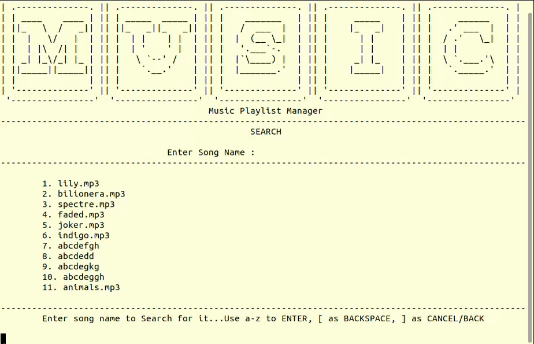 MUSIC
Music Playlist Manager
SEARCH
Enter Song Name :
1. lily.mp3
2. bilionera.mp3
3. spectre.mp3
4. faded.mp3
5. joker.mp3
6. indigo.mp3
7. abcdefgh
8. abcdedd
9. abcdegkg
10. abcdeggh
11. animals.mp3
Enter song name to Search for it...Use a-z to ENTER, [ as BACKSPACE, ] as CANCEL/BACK